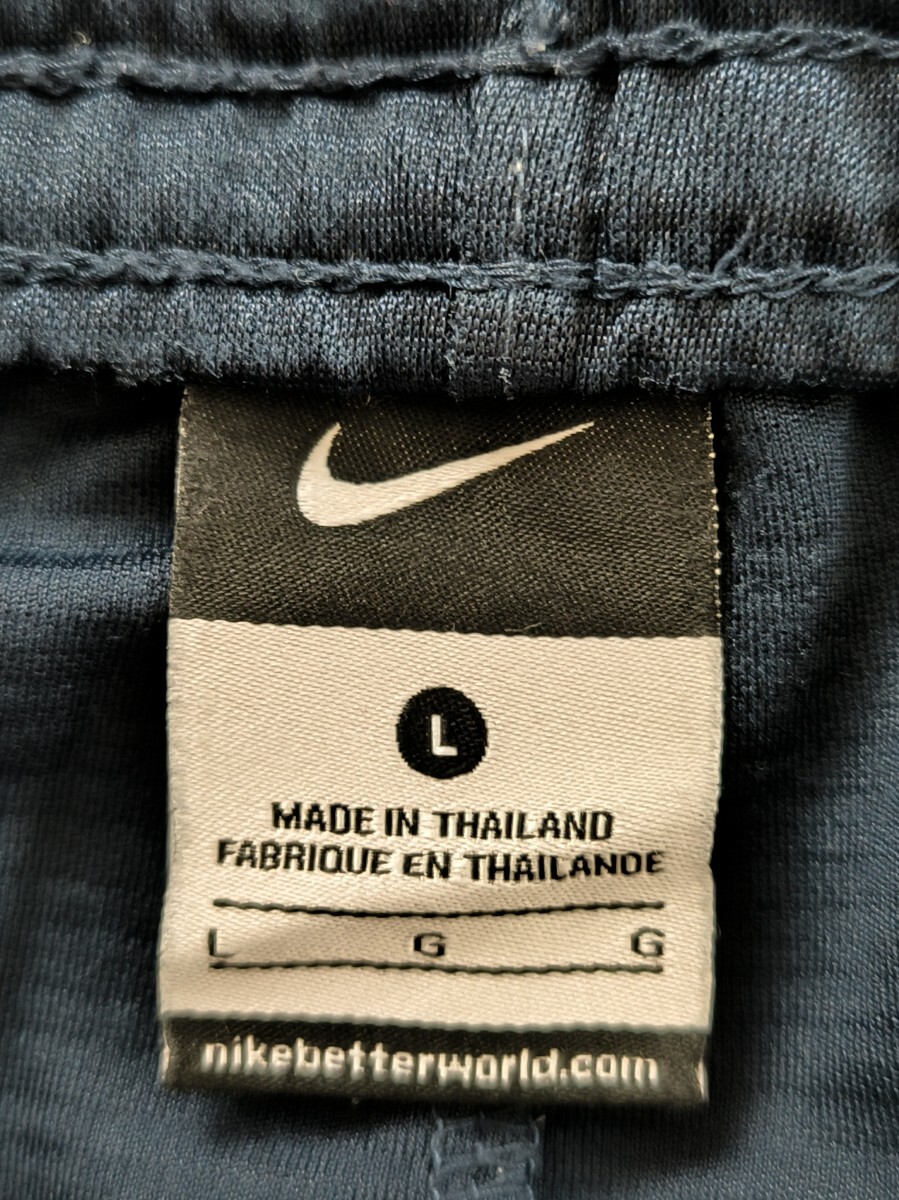 L
MADE IN THAILAND
FABRIQUE EN THAILANDE
L G G
nikebetterworld.com